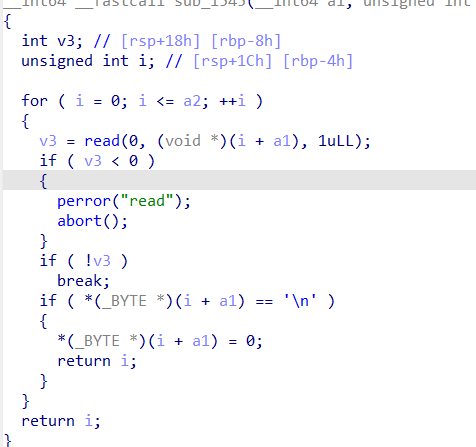 __int64 __fastcall sub_1545(__int64 a1, unsigned int
{
int v3; // [rsp+18h] [rbp-8h]
unsigned int i; // [rsp+1Ch] [rbp-4h]
for ( i = 0; i <= a2; ++i )
{
v3 = read(0, (void *)(i + a1), 1uLL);
if ( v3 < 0 )
{
perror("read");
abort();
}
if ( !v3 )
break;
if ( *(_BYTE *)(i + a1) == '\n' )
{
*(_BYTE *)(i + a1) = 0;
return i;
}
}
return i;
}